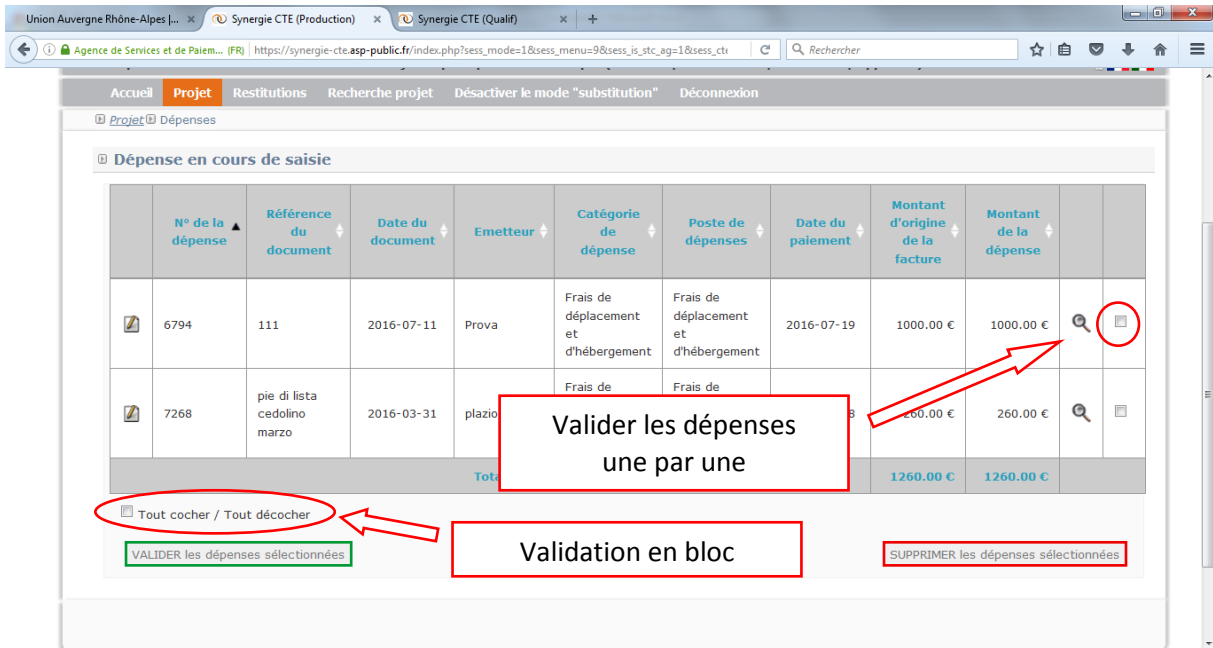 Union Auvergne Rhône-Alpes |... × Synergie CTE (Production) × Synergie CTE (Qualif) × +
Agence de Services et de Paiem... (FR) https://synergie-cte.asp-public.fr/index.php?sess_mode=1&sess_menu=9&sess_is_stc_ag=1&sess_cte Rechercher
Accueil Projet Restitutions Recherche projet Désactiver le mode "substitution" Déconnexion
Projet Dépenses
Dépense en cours de saisie
N° de la dépense
Référence du document
Date du document
Emetteur
Catégorie de dépense
Poste de dépenses
Date du paiement
Montant d'origine de la facture
Montant de la dépense
6794
111
2016-07-11
Prova
Frais de déplacement et d'hébergement
Frais de déplacement et d'hébergement
2016-07-19
1000.00 €
1000.00 €
7268
pie di lista cedolino marzo
2016-03-31
plazio
Frais de
Frais de
8
260.00 €
260.00 €
Valider les dépenses
une par une
Tota
1260.00 €
1260.00 €
Tout cocher / Tout décocher
Validation en bloc
VALIDER les dépenses sélectionnées
SUPPRIMER les dépenses sélectionnées